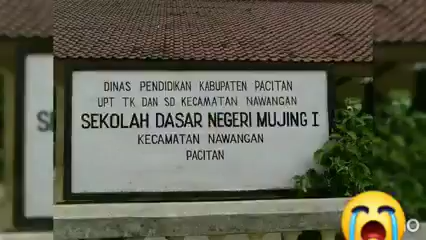 DINAS PENDIDIKAN KABUPATEN PACITAN
UPT TK DAN SD KECAMATAN NAWANGAN
SEKOLAH DASAR NEGERI MUJING I
KECAMATAN NAWANGAN
PACITAN